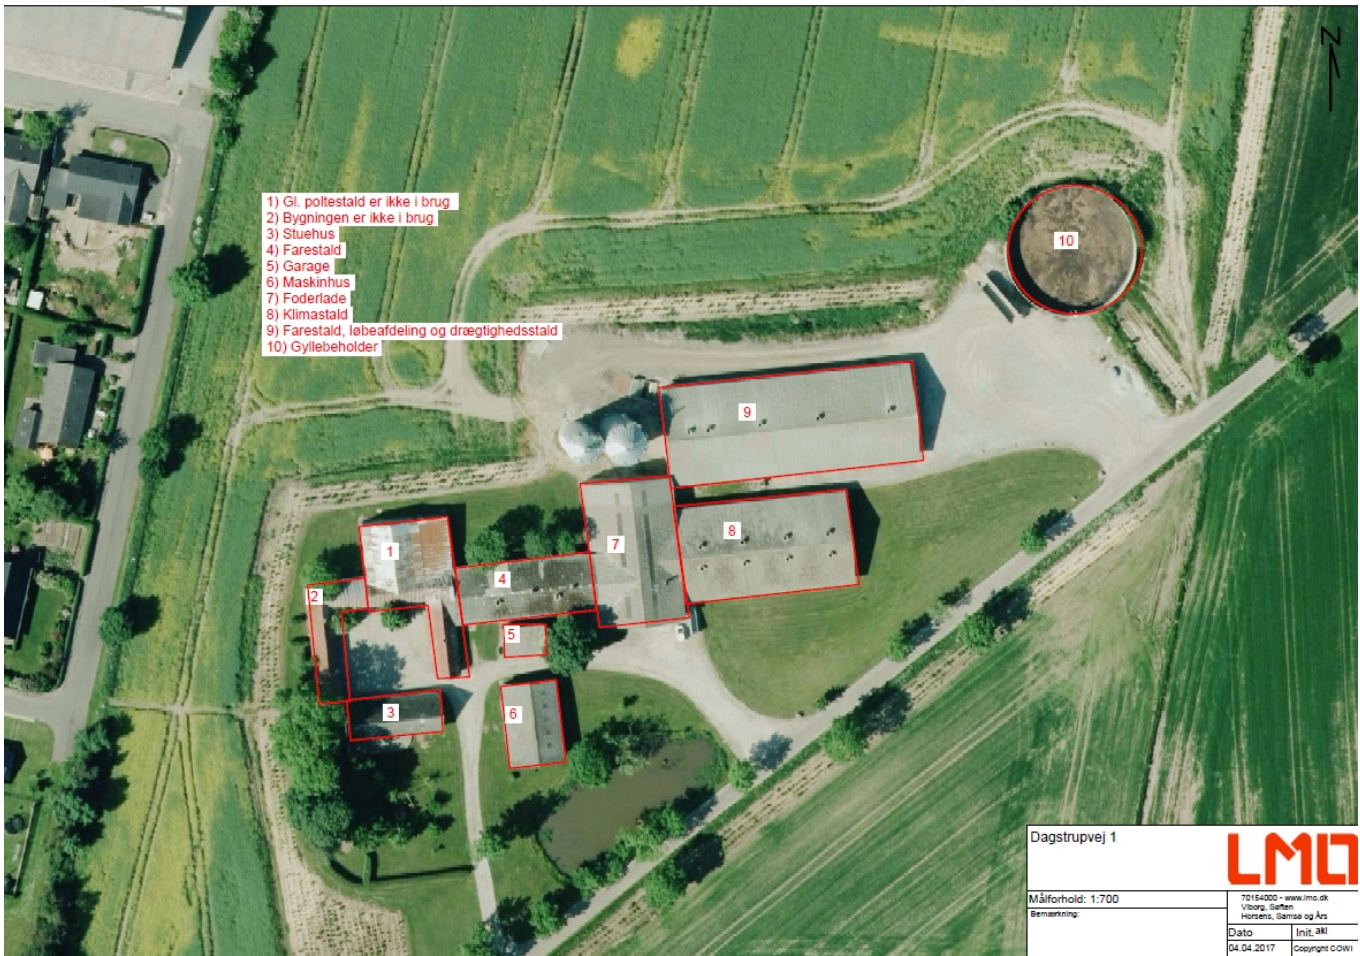 N
1) Gl. poltestald er ikke i brug
2) Bygningen er ikke i brug
3) Stuehus
4) Farestald
5) Garage
6) Maskinhus
7) Foderlade
8) Klimastald
9) Farestald, løbeafdeling og drægtighedsstald
10) Gyllebeholder
10
9
8
7
1
4
2
5
3
6
Dagstrupvej 1
LMO
Målforhold: 1:700
Bemærkning:
70154000 - www.lmo.dk
Viborg, Søften
Horsens, Samsø og Års
Dato
Init. akl
04.04.2017
Copyright COWI